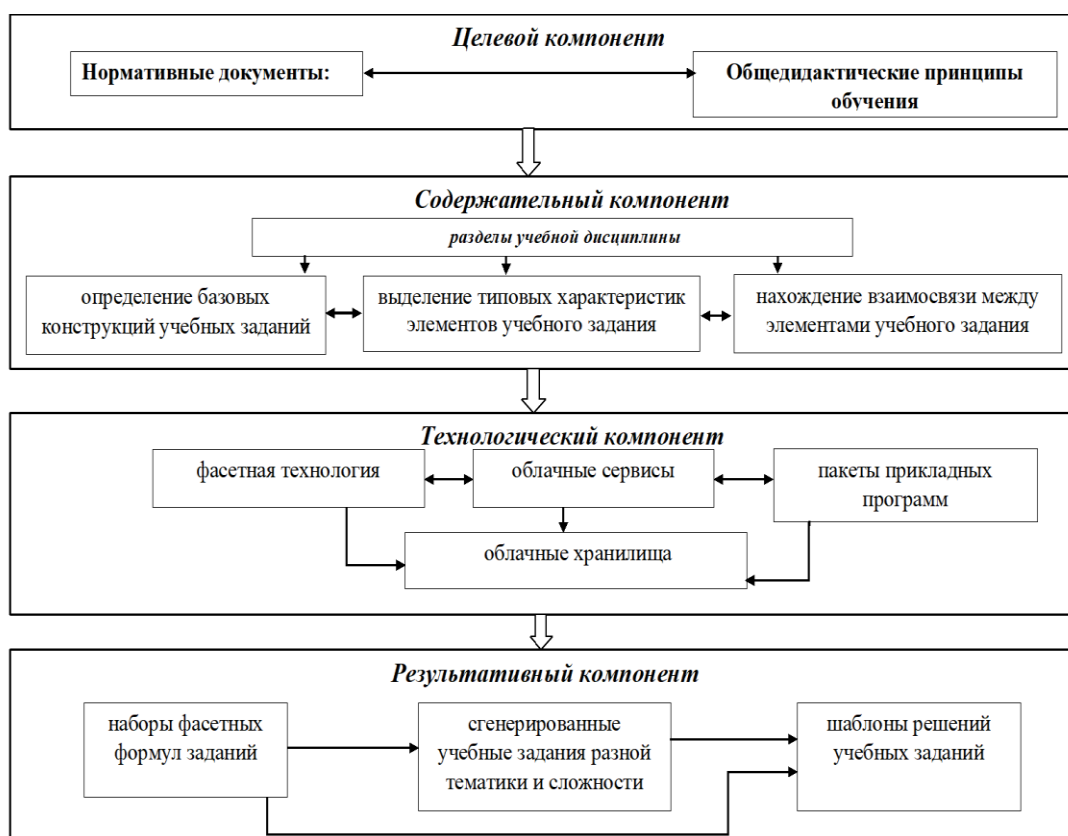 Целевой компонент
Нормативные документы:
Общедидактические принципы
обучения
Содержательный компонент
разделы учебной дисциплины
определение базовых
конструкций учебных заданий
выделение типовых характеристик
элементов учебного задания
нахождение взаимосвязи между
элементами учебного задания
Технологический компонент
фасетная технология
облачные сервисы
пакеты прикладных
программ
облачные хранилища
Результативный компонент
наборы фасетных
формул заданий
сгенерированные
учебные задания разной
тематики и сложности
шаблоны решений
учебных заданий